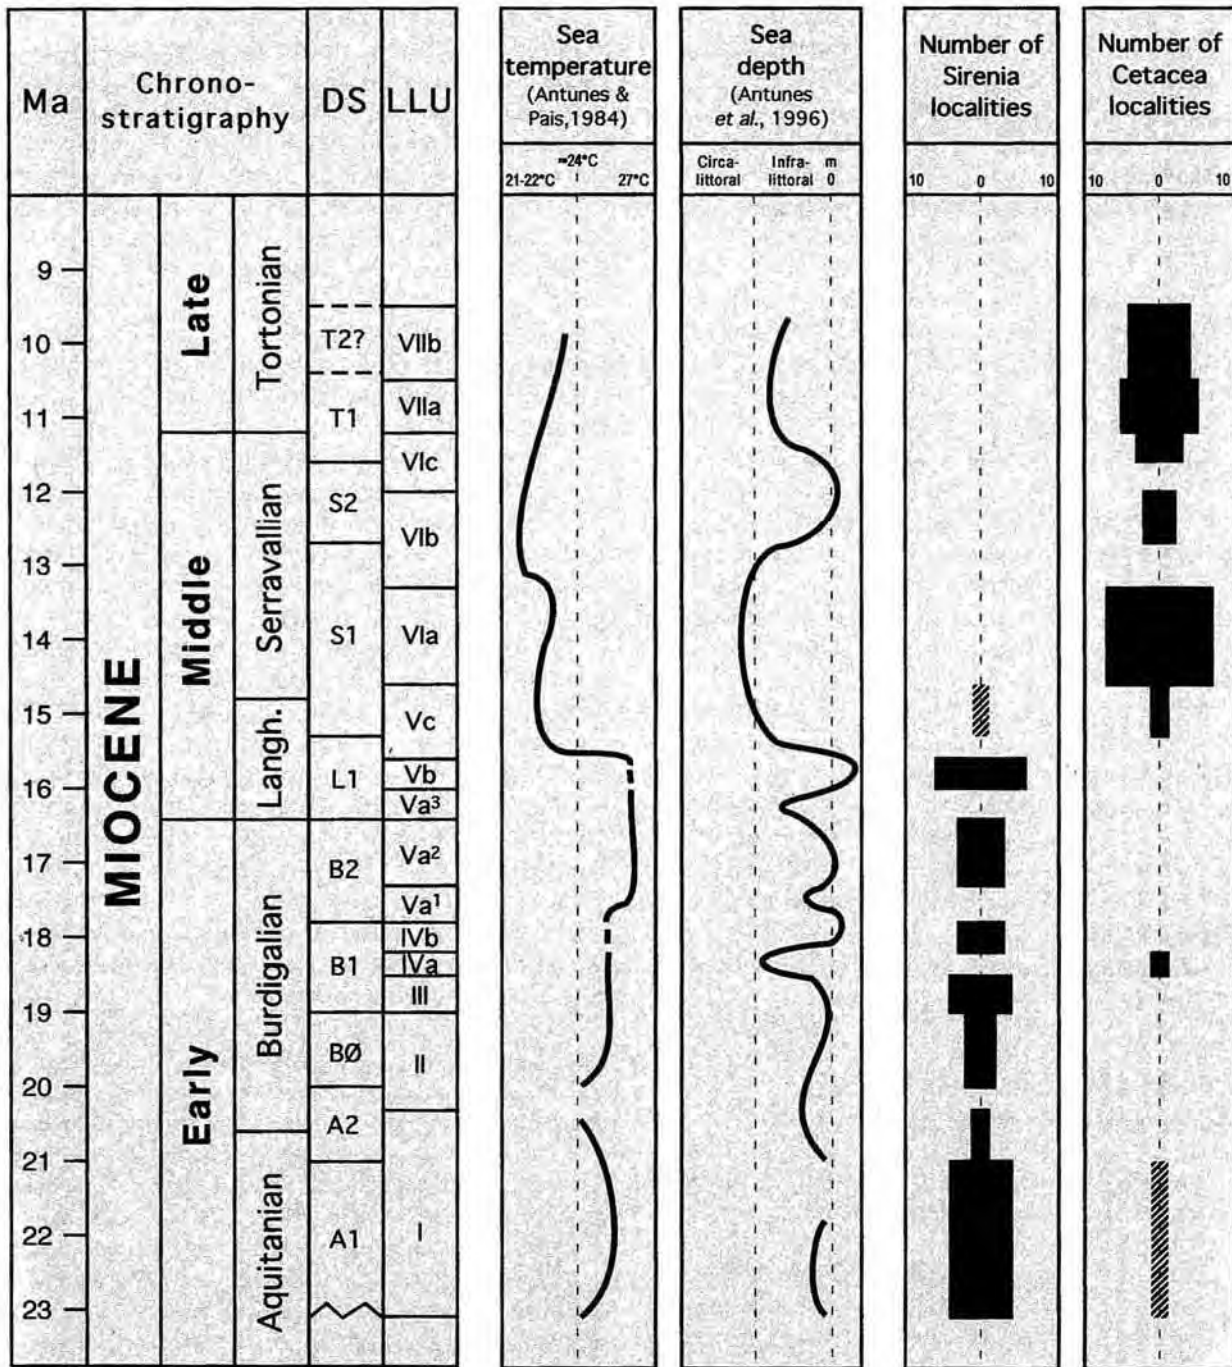 Ma
Chrono-
stratigraphy
DS
LLU
Sea
temperature
(Antunes &
Pais,1984)
≈24°C
21-22°C 27°C
Sea
depth
(Antunes
et al., 1996)
Circa- Infra- m
littoral littoral 0
Number of
Sirenia
localities
10 0 10
Number of
Cetacea
localities
10 0 10
9
10
11
12
13
14
15
16
17
18
19
20
21
22
23
MIOCENE
Late
Middle
Early
Tortonian
Serravallian
Langh.
Burdigalian
Aquitanian
T2?
T1
S2
S1
L1
B2
B1
BØ
A2
A1
VIIb
VIIa
VIc
VIb
VIa
Vc
Vb
Va³
Va²
Va¹
IVb
IVa
III
II
I